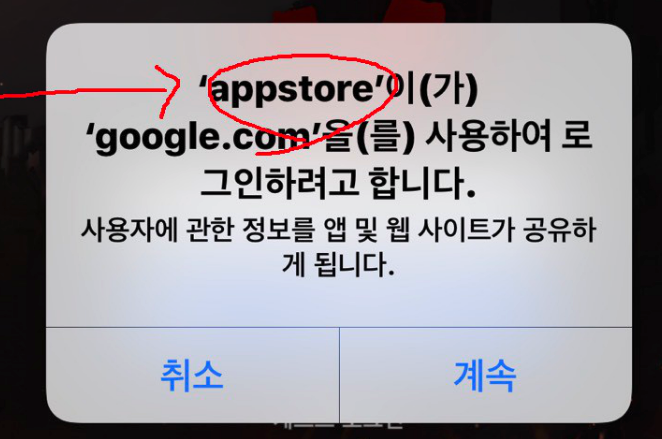 ‘appstore’이(가)
‘google.com’을(를) 사용하여 로
그인하려고 합니다.
사용자에 관한 정보를 앱 및 웹 사이트가 공유하
게 됩니다.
취소
계속